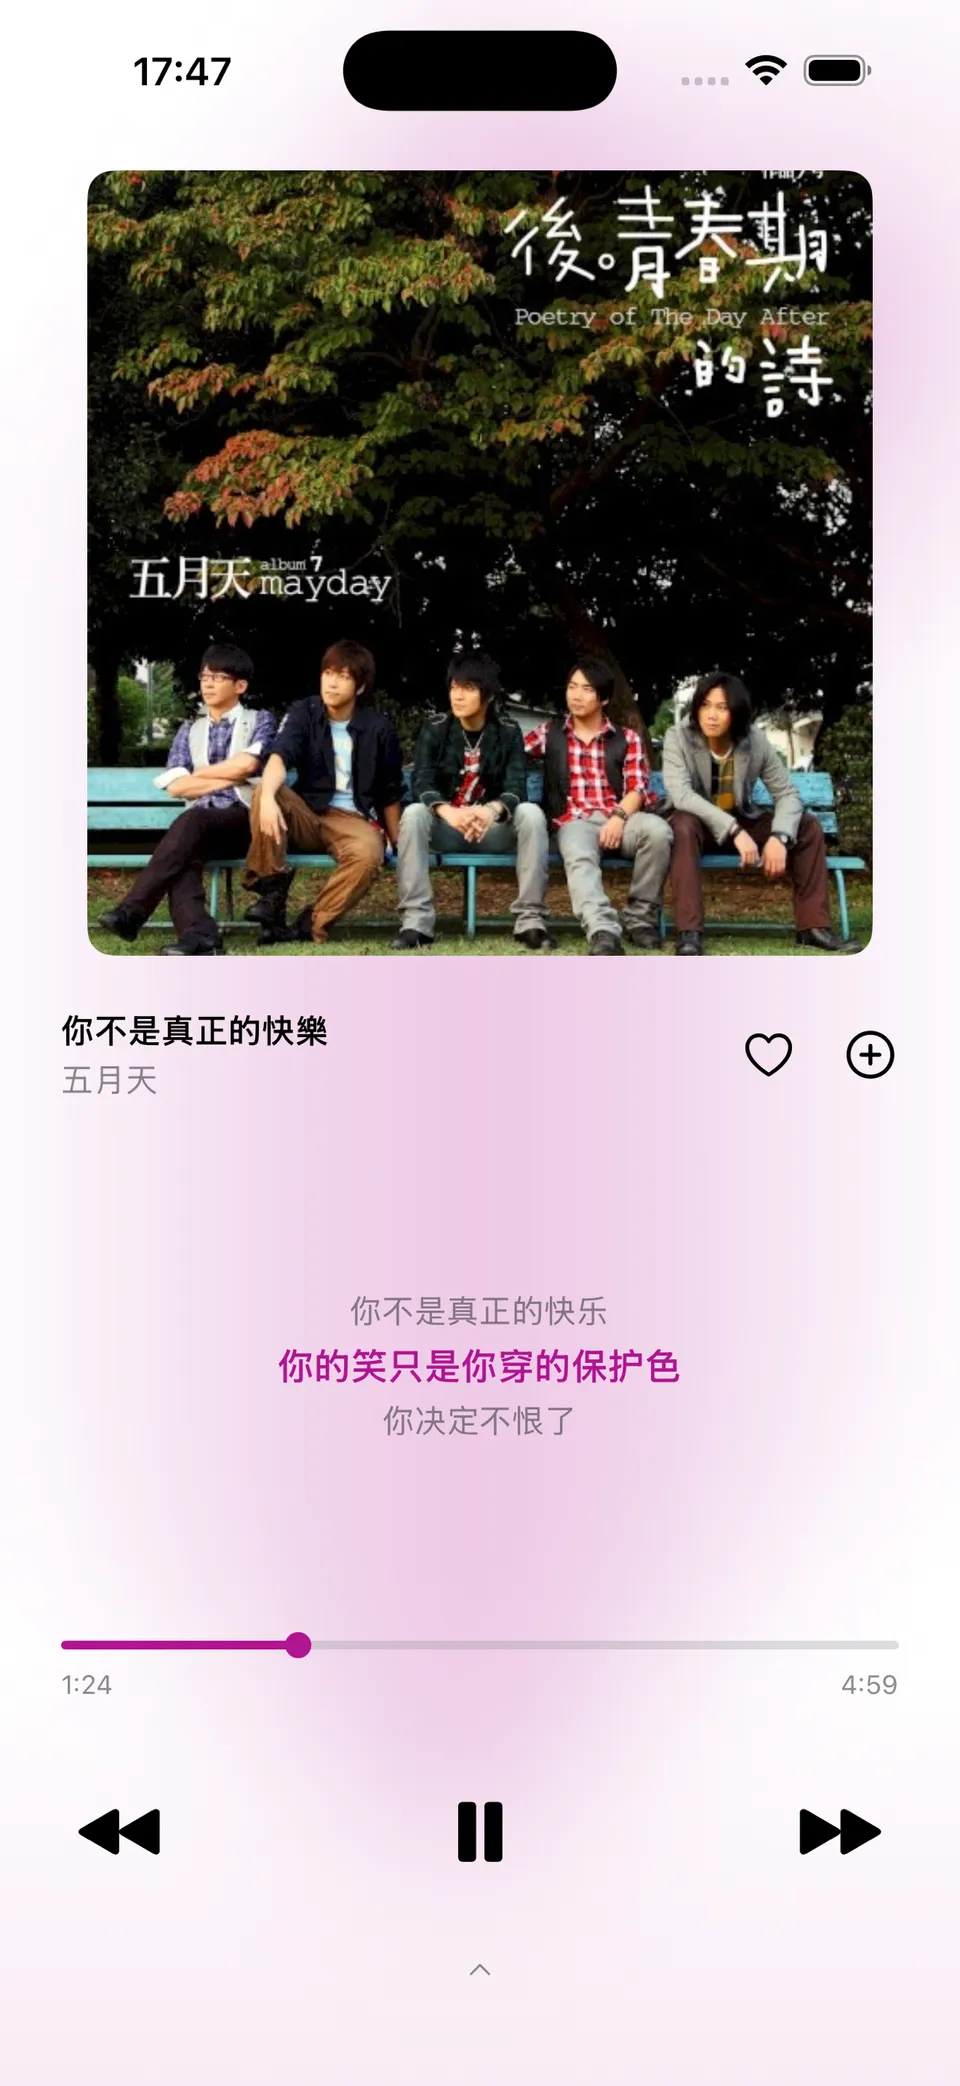 17:47
後。青春期
Poetry of The Day After
的詩
五月天 album 7
mayday
你不是真正的快樂
五月天
你不是真正的快乐
你的笑只是你穿的保护色
你决定不恨了
1:24
4:59